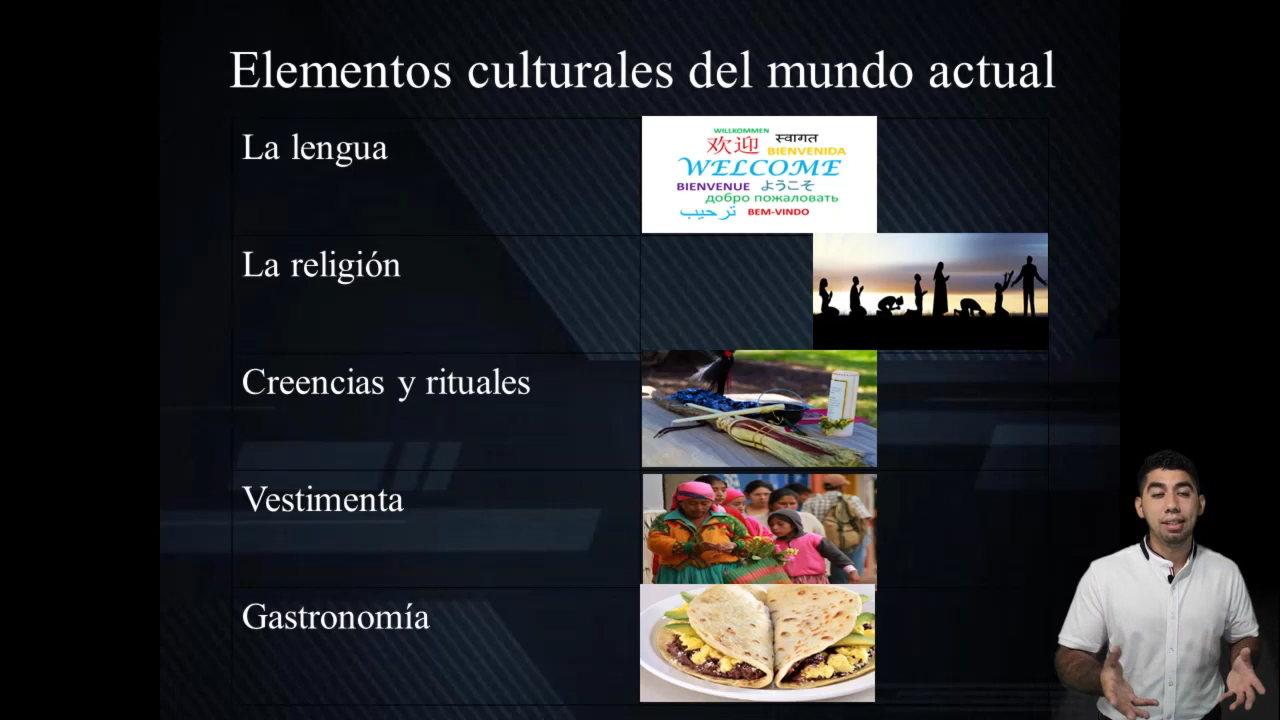 Elementos culturales del mundo actual
La lengua
WILLKOMMEN
欢迎 स्वागत
BIENVENIDA
WELCOME
BIENVENUE ようこそ
добро пожаловать
ترحيب BEM-VINDO
La religión
Creencias y rituales
Vestimenta
Gastronomía